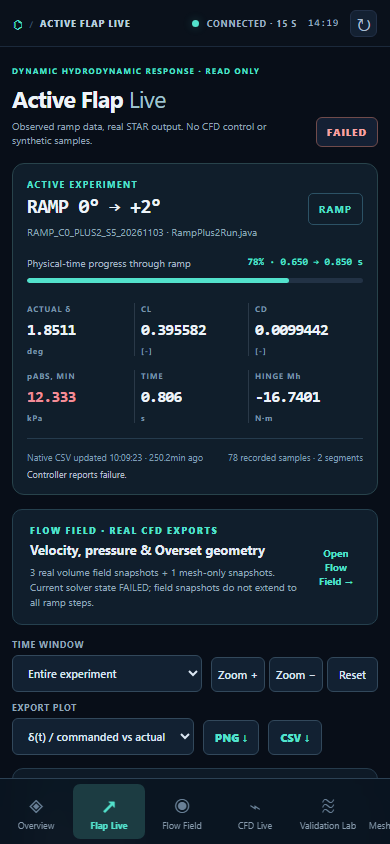 / ACTIVE FLAP LIVE
CONNECTED · 15 S
14:19
DYNAMIC HYDRODYNAMIC RESPONSE · READ ONLY
Active Flap Live
Observed ramp data, real STAR output. No CFD control or
synthetic samples.
FAILED
ACTIVE EXPERIMENT
RAMP 0° → +2°
RAMP
RAMP_C0_PLUS2_S5_20261103 · RampPlus2Run.java
Physical-time progress through ramp
78% · 0.650 → 0.850 s
ACTUAL δ
CL
CD
1.8511
0.395582
0.0099442
deg
[-]
[-]
pABS, MIN
TIME
HINGE Mh
12.333
0.806
-16.7401
kPa
s
N·m
Native CSV updated 10:09:23 · 250.2min ago
78 recorded samples · 2 segments
Controller reports failure.
FLOW FIELD · REAL CFD EXPORTS
Velocity, pressure & Overset geometry
3 real volume field snapshots + 1 mesh-only snapshots.
Current solver state FAILED; field snapshots do not extend to
all ramp steps.
Open
Flow
Field →
TIME WINDOW
Entire experiment
Zoom +
Zoom −
Reset
EXPORT PLOT
δ(t) / commanded vs actual
PNG ↓
CSV ↓
Overview
Flap Live
Flow Field
CFD Live
Validation Lab
Mesh